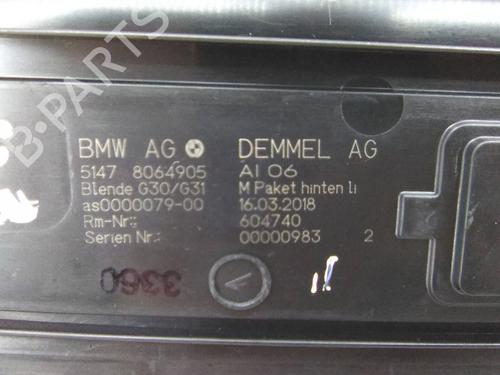 B-PARTS
BMW AG
5147 8064905
Blende G30/G31
as0000079-00
Rm-Nr.:
Serien Nr.:
DEMMEL AG
AI 06
M Paket hinten li
16.03.2018
604740
00000983 2
3360